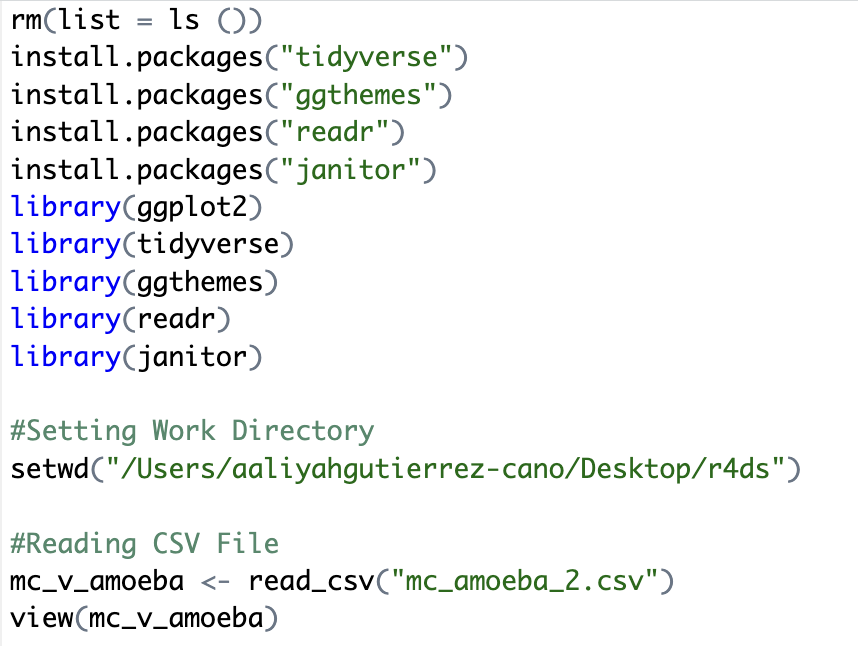 rm(list = ls ())
install.packages("tidyverse")
install.packages("ggthemes")
install.packages("readr")
install.packages("janitor")
library(ggplot2)
library(tidyverse)
library(ggthemes)
library(readr)
library(janitor)
#Setting Work Directory
setwd("/Users/aaliyahgutierrez-cano/Desktop/r4ds")
#Reading CSV File
mc_v_amoeba <- read_csv("mc_amoeba_2.csv")
view(mc_v_amoeba)